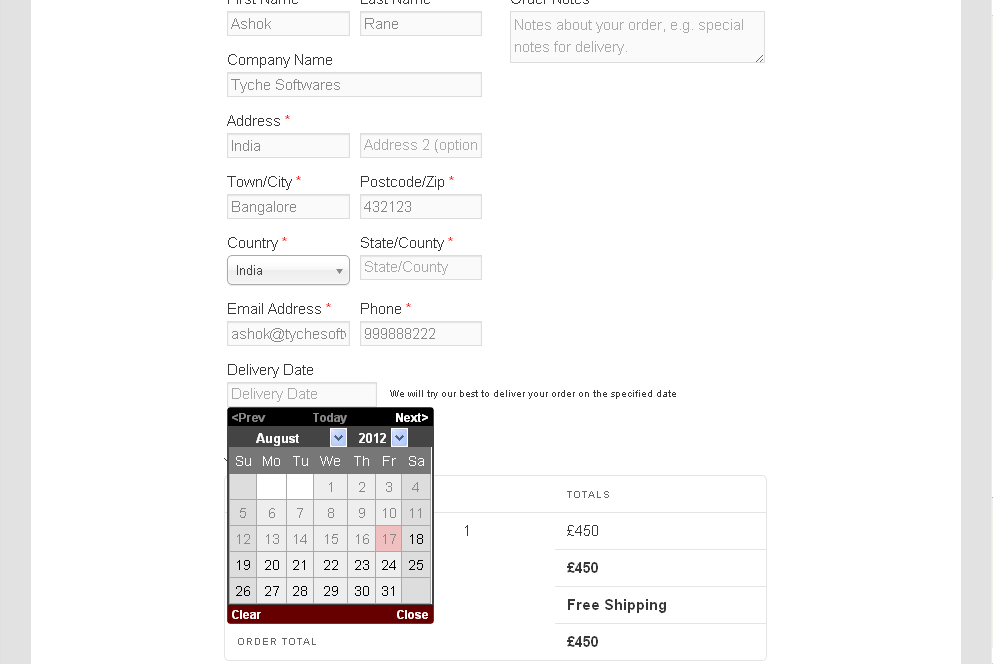 First Name Last Name Order Notes
Ashok Rane Notes about your order, e.g. special
notes for delivery.
Company Name
Tyche Softwares
Address *
India Address 2 (option
Town/City * Postcode/Zip *
Bangalore 432123
Country * State/County *
India State/County
Email Address * Phone *
ashok@tychesoft 999888222
Delivery Date
Delivery Date We will try our best to deliver your order on the specified date
<Prev Today Next>
August 2012
Su Mo Tu We Th Fr Sa
1 2 3 4
5 6 7 8 9 10 11
12 13 14 15 16 17 18
19 20 21 22 23 24 25
26 27 28 29 30 31
Clear Close
TOTALS
1 £450
£450
Free Shipping
ORDER TOTAL £450